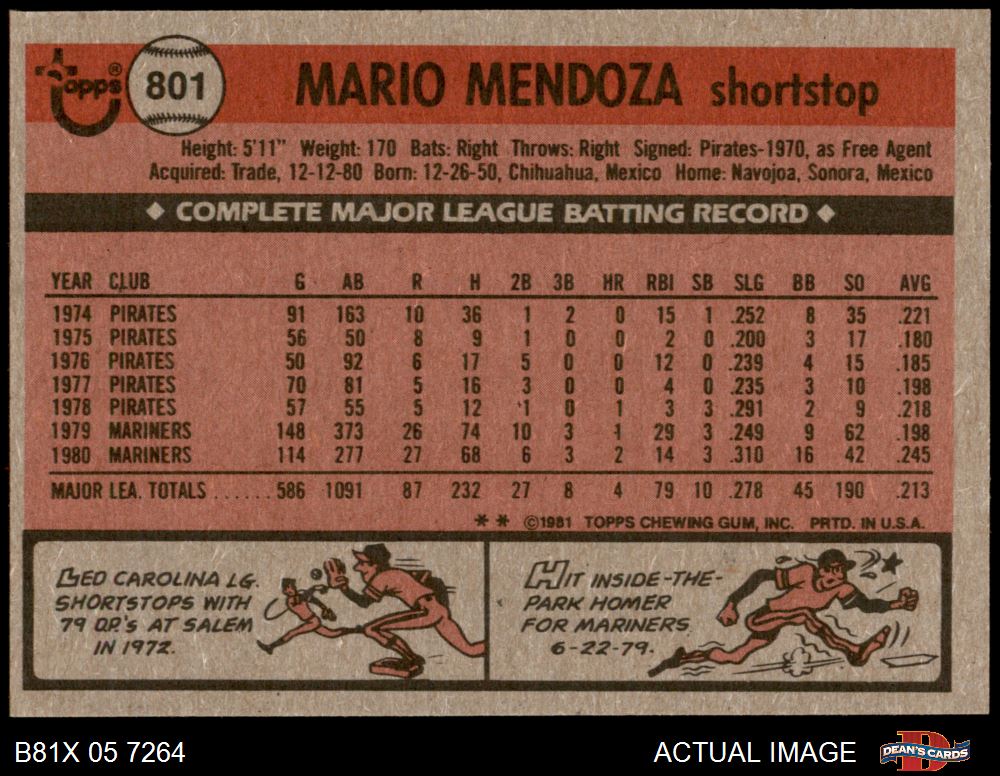 Topps®
801
MARIO MENDOZA shortstop
Height: 5'11" Weight: 170 Bats: Right Throws: Right Signed: Pirates-1970, as Free Agent
Acquired: Trade, 12-12-80 Born: 12-26-50, Chihuahua, Mexico Home: Navojoa, Sonora, Mexico
◆ COMPLETE MAJOR LEAGUE BATTING RECORD ◆
YEAR CLUB G AB R H 2B 3B HR RBI SB SLG BB SO AVG
1974 PIRATES 91 163 10 36 1 2 0 15 1 .252 8 35 .221
1975 PIRATES 56 50 8 9 1 0 0 2 0 .200 3 17 .180
1976 PIRATES 50 92 6 17 5 0 0 12 0 .239 4 15 .185
1977 PIRATES 70 81 5 16 3 0 0 4 0 .235 3 10 .198
1978 PIRATES 57 55 5 12 1 0 1 3 3 .291 2 9 .218
1979 MARINERS 148 373 26 74 10 3 1 29 3 .249 9 62 .198
1980 MARINERS 114 277 27 68 6 3 2 14 3 .310 16 42 .245
MAJOR LEA. TOTALS ...... 586 1091 87 232 27 8 4 79 10 .278 45 190 .213
** ©1981 TOPPS CHEWING GUM, INC. PRTD. IN U.S.A.
LED CAROLINA LG.
SHORTSTOPS WITH
79 D.P.'s AT SALEM
IN 1972.
HIT INSIDE-THE-
PARK HOMER
FOR MARINERS
6-22-79.
B81X 05 7264
ACTUAL IMAGE
DEAN'S CARDS